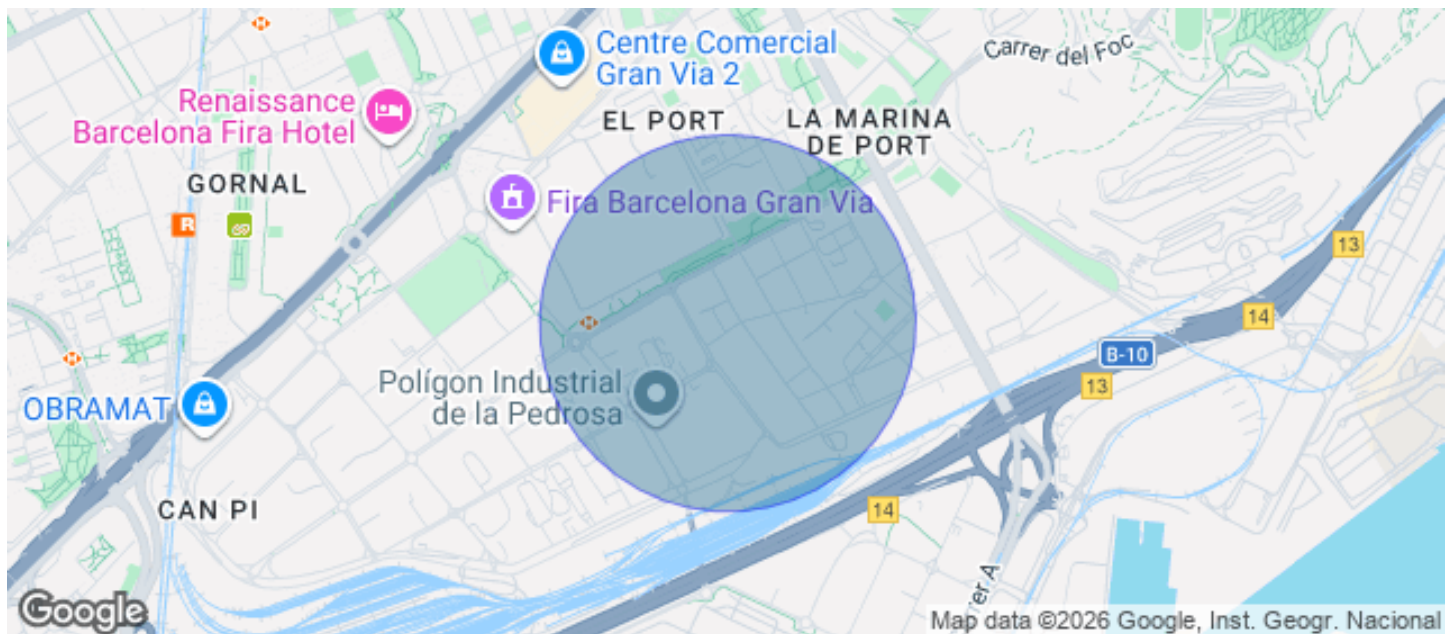 Centre Comercial
Gran Via 2
Carrer del Foc
Renaissance
Barcelona Fira Hotel
EL PORT
LA MARINA
DE PORT
GORNAL
R
Fira Barcelona Gran Via
13
14
B-10
13
Polígon Industrial
de la Pedrosa
OBRAMAT
CAN PI
14
rer A
Google
Map data ©2026 Google, Inst. Geogr. Nacional